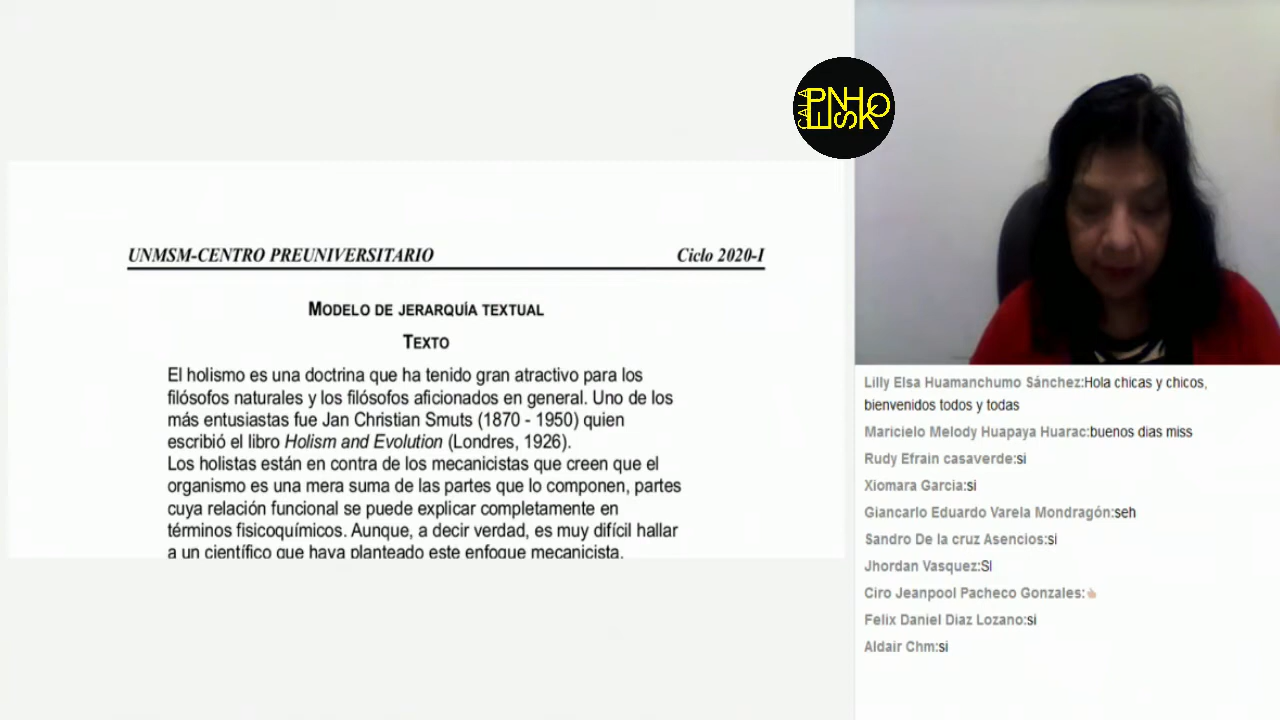 CALA
PENHSKO
UNMSM-CENTRO PREUNIVERSITARIO Ciclo 2020-I
MODELO DE JERARQUÍA TEXTUAL
TEXTO
El holismo es una doctrina que ha tenido gran atractivo para los
filósofos naturales y los filósofos aficionados en general. Uno de los
más entusiastas fue Jan Christian Smuts (1870 - 1950) quien
escribió el libro Holism and Evolution (Londres, 1926).
Los holistas están en contra de los mecanicistas que creen que el
organismo es una mera suma de las partes que lo componen, partes
cuya relación funcional se puede explicar completamente en
términos fisicoquímicos. Aunque, a decir verdad, es muy difícil hallar
a un científico que haya planteado este enfoque mecanicista.
Lilly Elsa Huamanchumo Sánchez:Hola chicas y chicos,
bienvenidos todos y todas
Maricielo Melody Huapaya Huarac:buenos dias miss
Rudy Efrain casaverde:si
Xiomara Garcia:si
Giancarlo Eduardo Varela Mondragón:seh
Sandro De la cruz Asencios:si
Jhordan Vasquez:SI
Ciro Jeanpool Pacheco Gonzales:
Felix Daniel Diaz Lozano:si
Aldair Chm:si